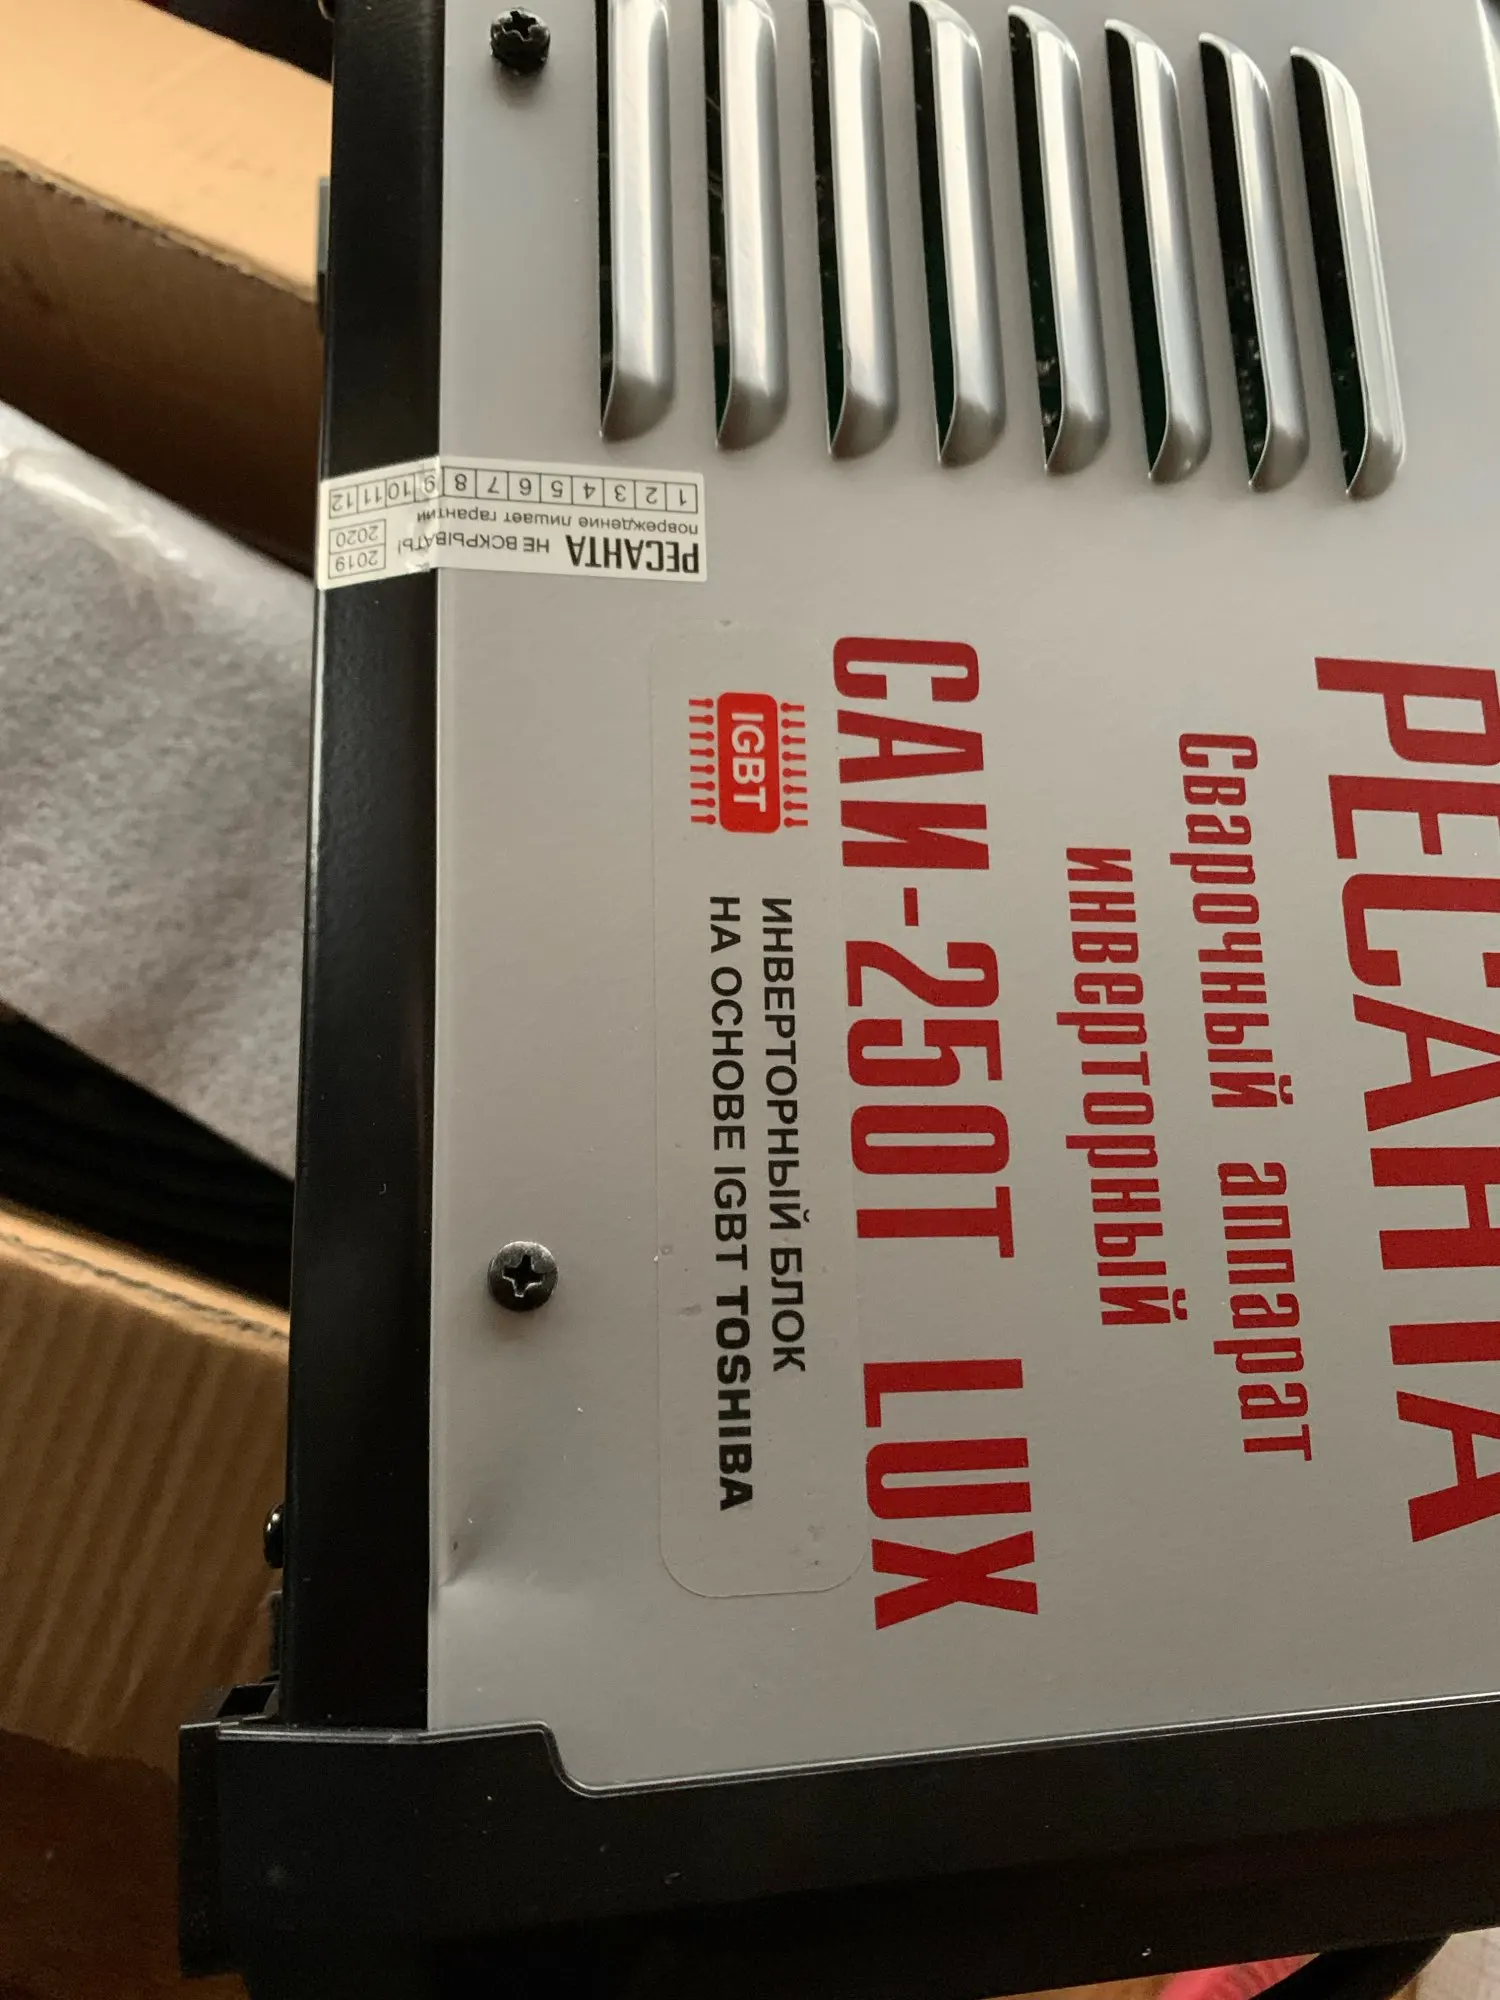 РЕСАНТА
Сварочный аппарат
инверторный
САИ-250Т LUX
IGBT
ИНВЕРТОРНЫЙ БЛОК
НА ОСНОВЕ IGBT TOSHIBA
РЕСАНТА НЕ ВСКРЫВАТЬ! 2019
повреждение лишает гарантии 2020
1 2 3 4 5 6 7 8 9 10 11 12